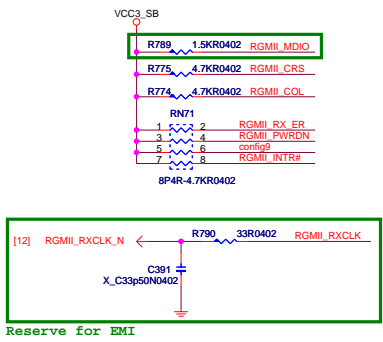 VCC3_SB
R789 1.5KR0402 RGMII_MDIO
R775 4.7KR0402 RGMII_CRS
R774 4.7KR0402 RGMII_COL
RN71
1 2 RGMII_RX_ER
3 4 RGMII_PWRDN
5 6 config9
7 8 RGMII_INTR#
8P4R-4.7KR0402
[12] RGMII_RXCLK_N R790 33R0402 RGMII_RXCLK
C391
X_C33p50N0402
Reserve for EMI